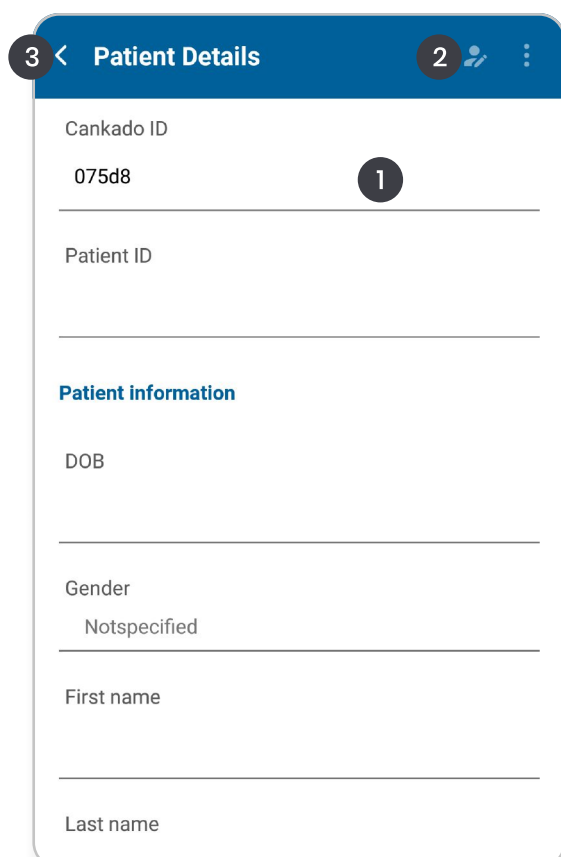 3 Patient Details 2
Cankado ID
075d8 1
Patient ID
Patient information
DOB
Gender
Notspecified
First name
Last name